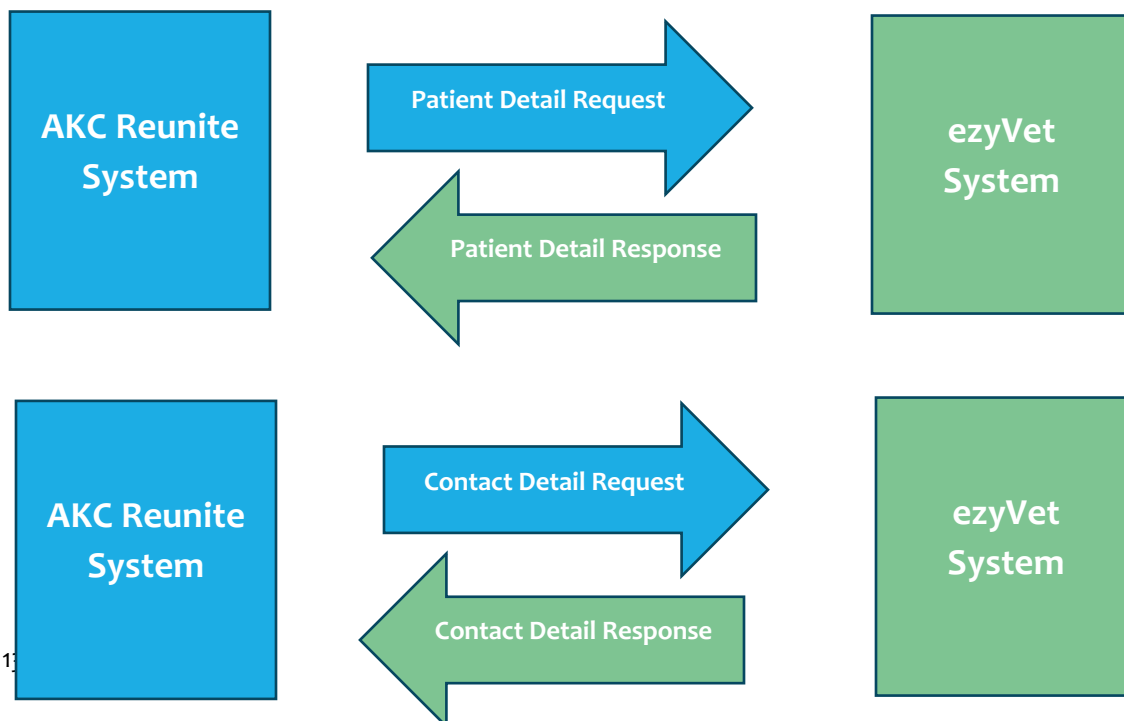 AKC Reunite
System
Patient Detail Request
Patient Detail Response
ezyVet
System
AKC Reunite
System
Contact Detail Request
Contact Detail Response
ezyVet
System